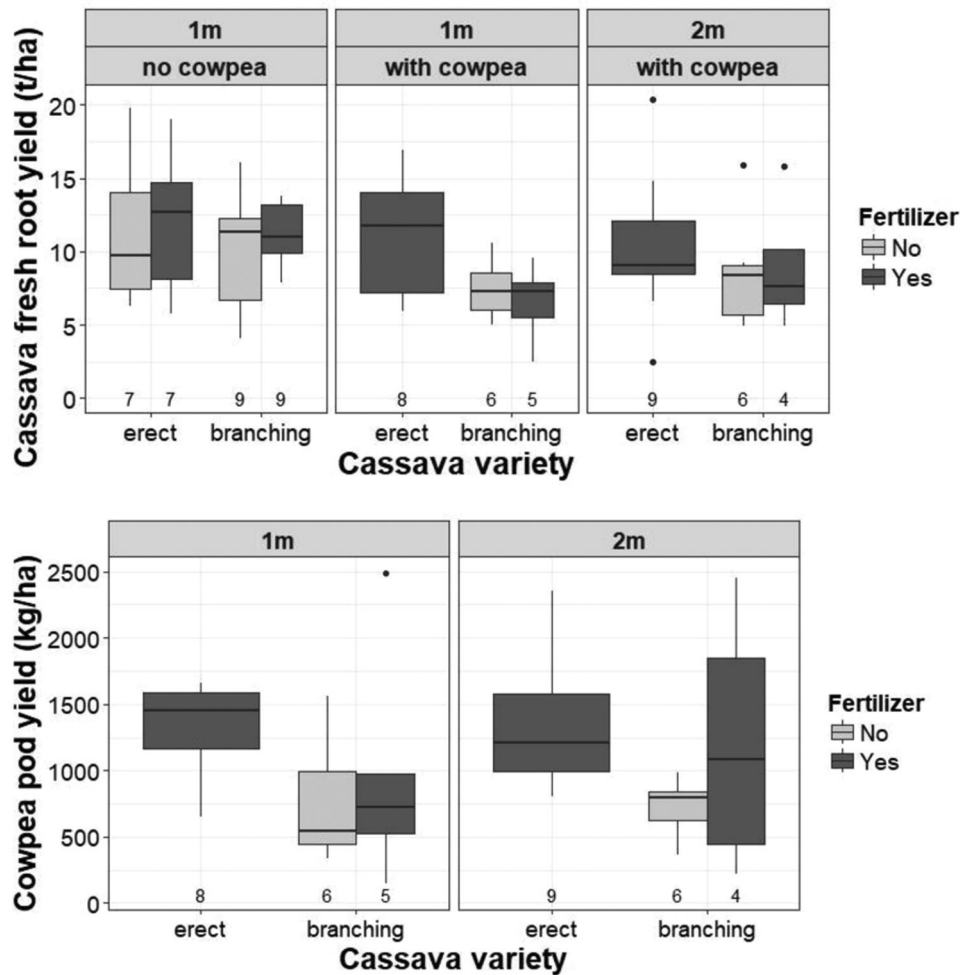 1m 1m 2m
no cowpea with cowpea with cowpea
Cassava fresh root yield (t/ha)
20
15
10
5
0
7 7 9 9 8 6 5 9 6 4
erect branching erect branching erect branching
Cassava variety
Fertilizer
No
Yes
1m 2m
Cowpea pod yield (kg/ha)
2500
2000
1500
1000
500
0
8 6 5 9 6 4
erect branching erect branching
Cassava variety
Fertilizer
No
Yes